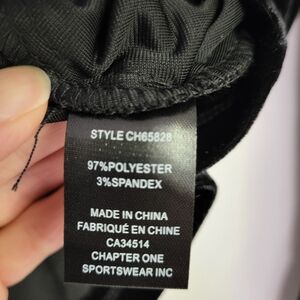 STYLE CH65828
97%POLYESTER
3%SPANDEX
MADE IN CHINA
FABRIQUÉ EN CHINE
CA34514
CHAPTER ONE
SPORTSWEAR INC